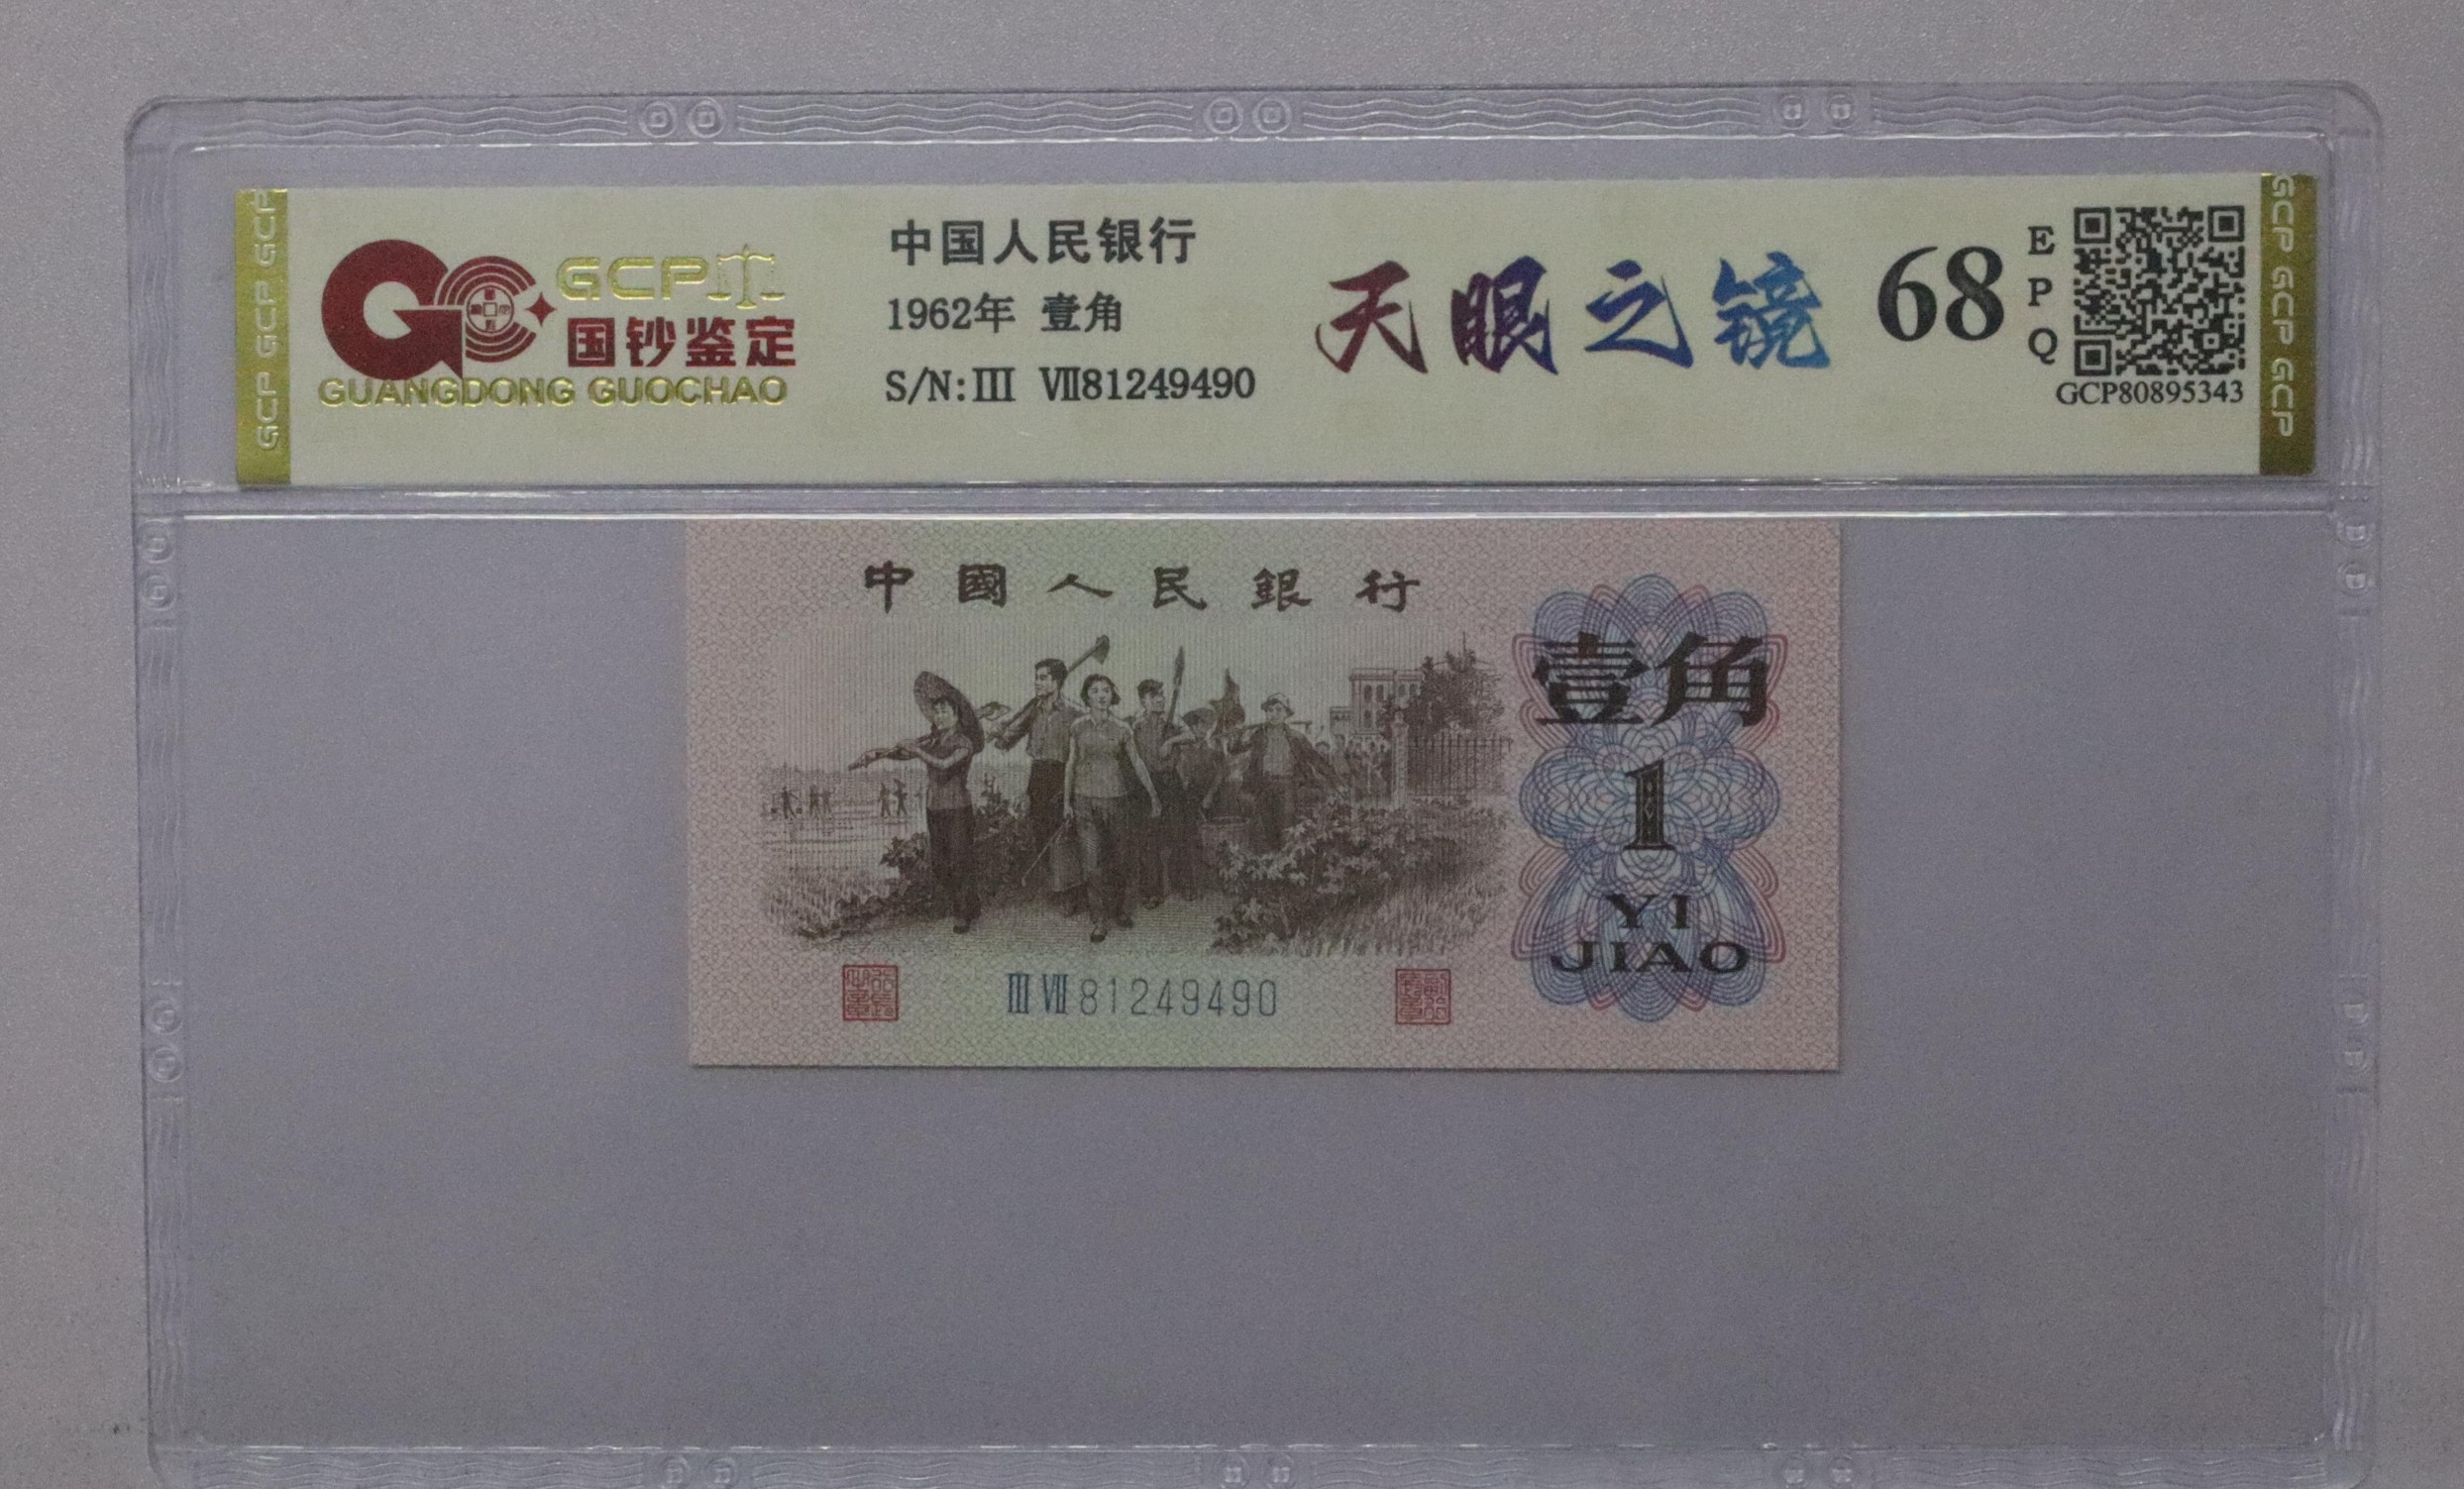 GCP
国钞鉴定
GUANGDONG GUOCHAO
中国人民银行
1962年 壹角
S/N:III VII81249490
天眼之镜
68
EPQ
GCP80895343
GCP GCP GCP
GCP GCP GCP
中國人民銀行
壹角
1
YI
JIAO
III VII 81249490